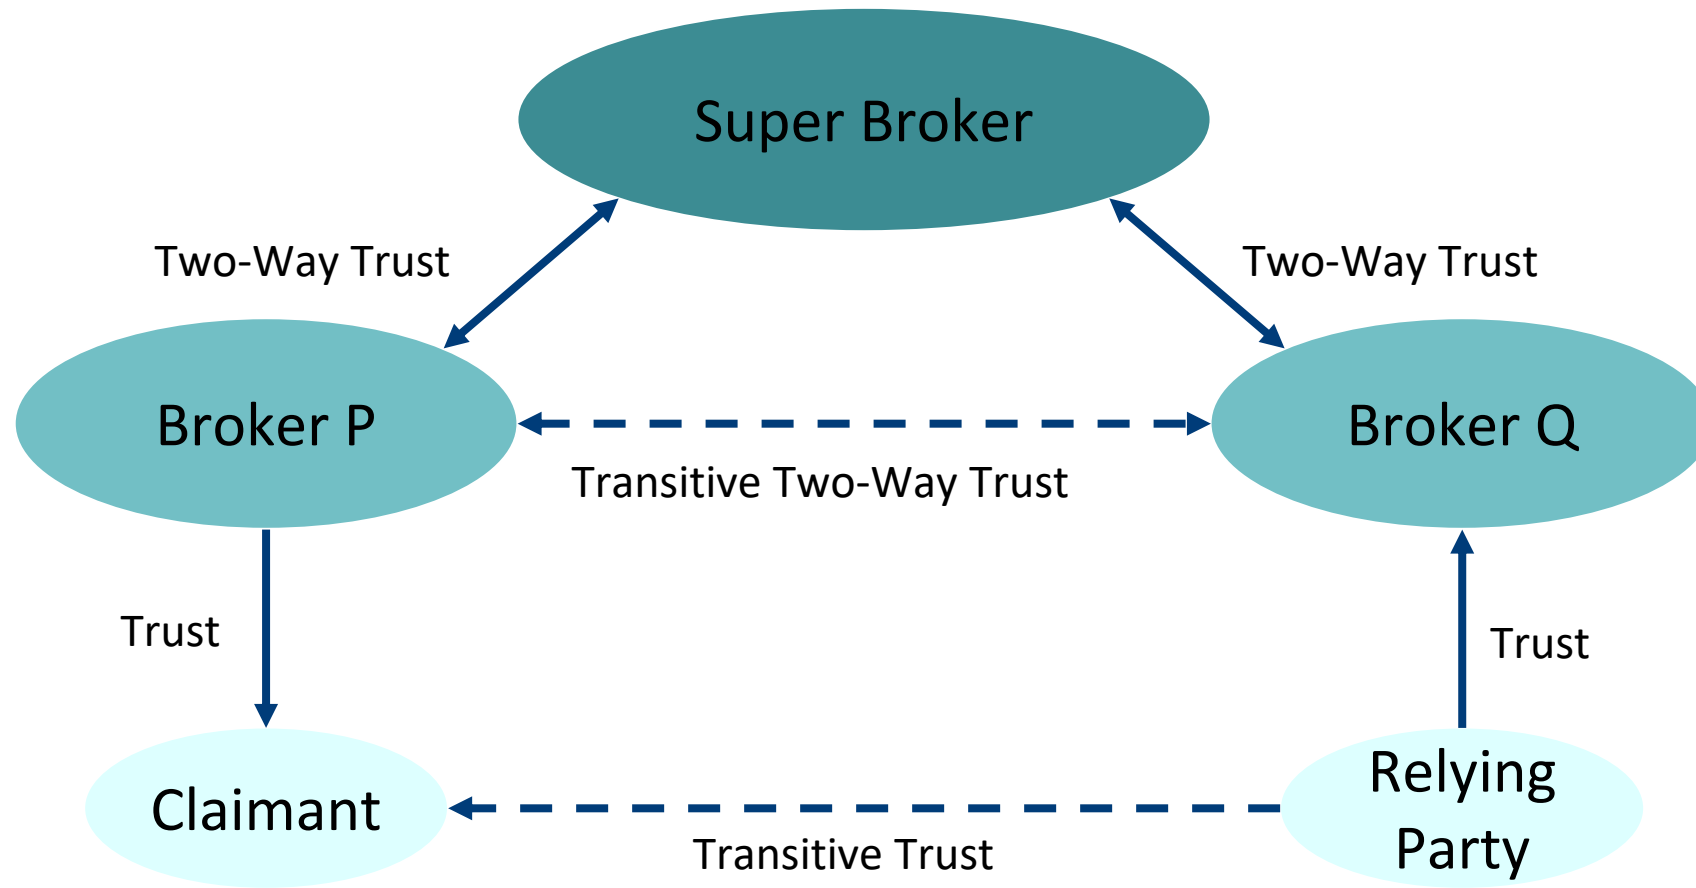 Super Broker
Two-Way Trust
Two-Way Trust
Broker P
Broker Q
Transitive Two-Way Trust
Trust
Trust
Claimant
Relying
Party
Transitive Trust